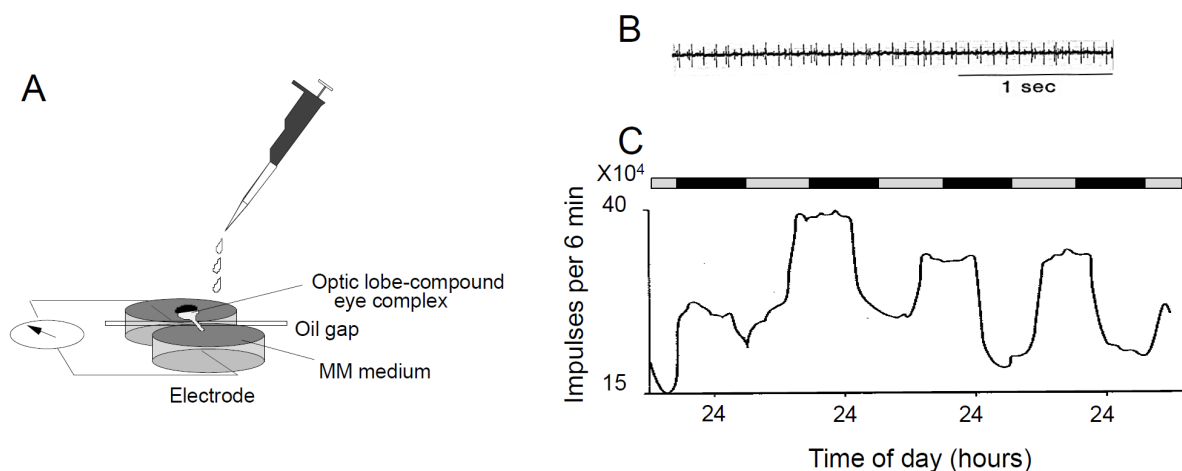 A
Optic lobe-compound
eye complex
Oil gap
MM medium
Electrode
B
1 sec
C
X10⁴
40
15
Impulses per 6 min
24
24
24
24
Time of day (hours)